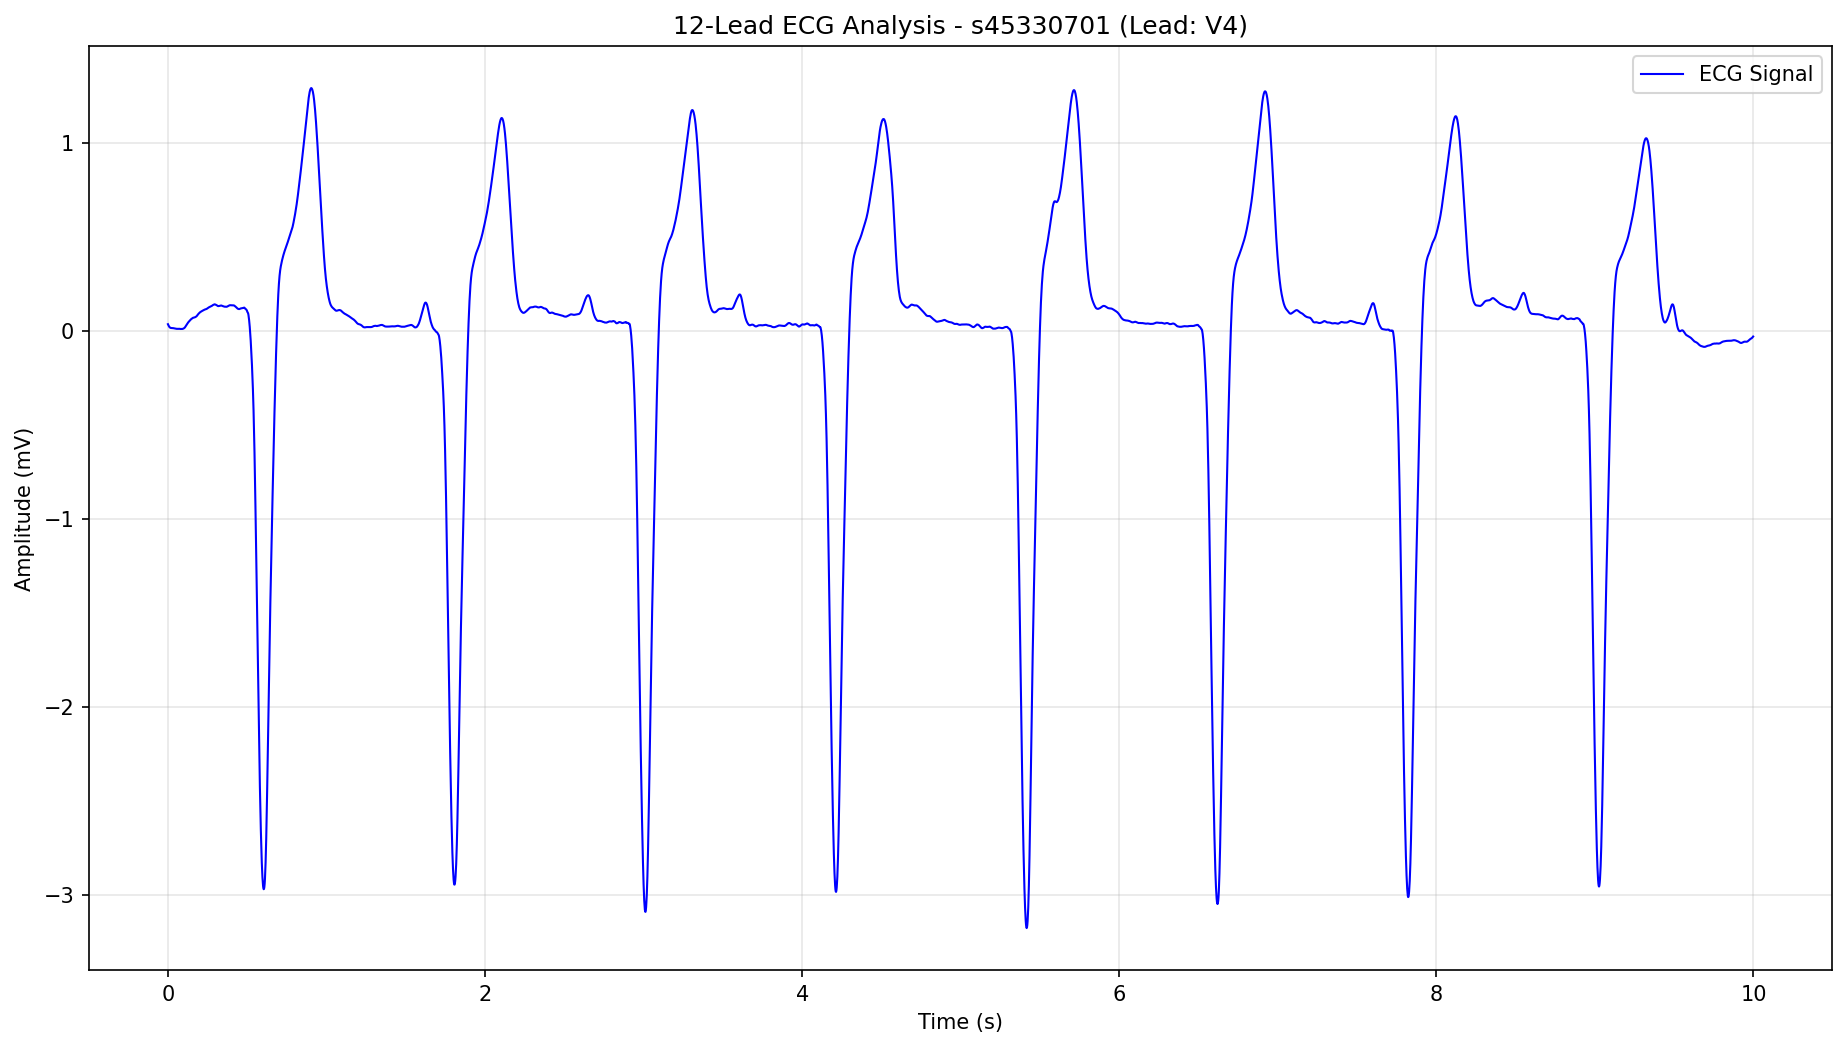 12-Lead ECG Analysis - s45330701 (Lead: V4)
ECG Signal
Amplitude (mV)
1
0
−1
−2
−3
0 2 4 6 8 10
Time (s)